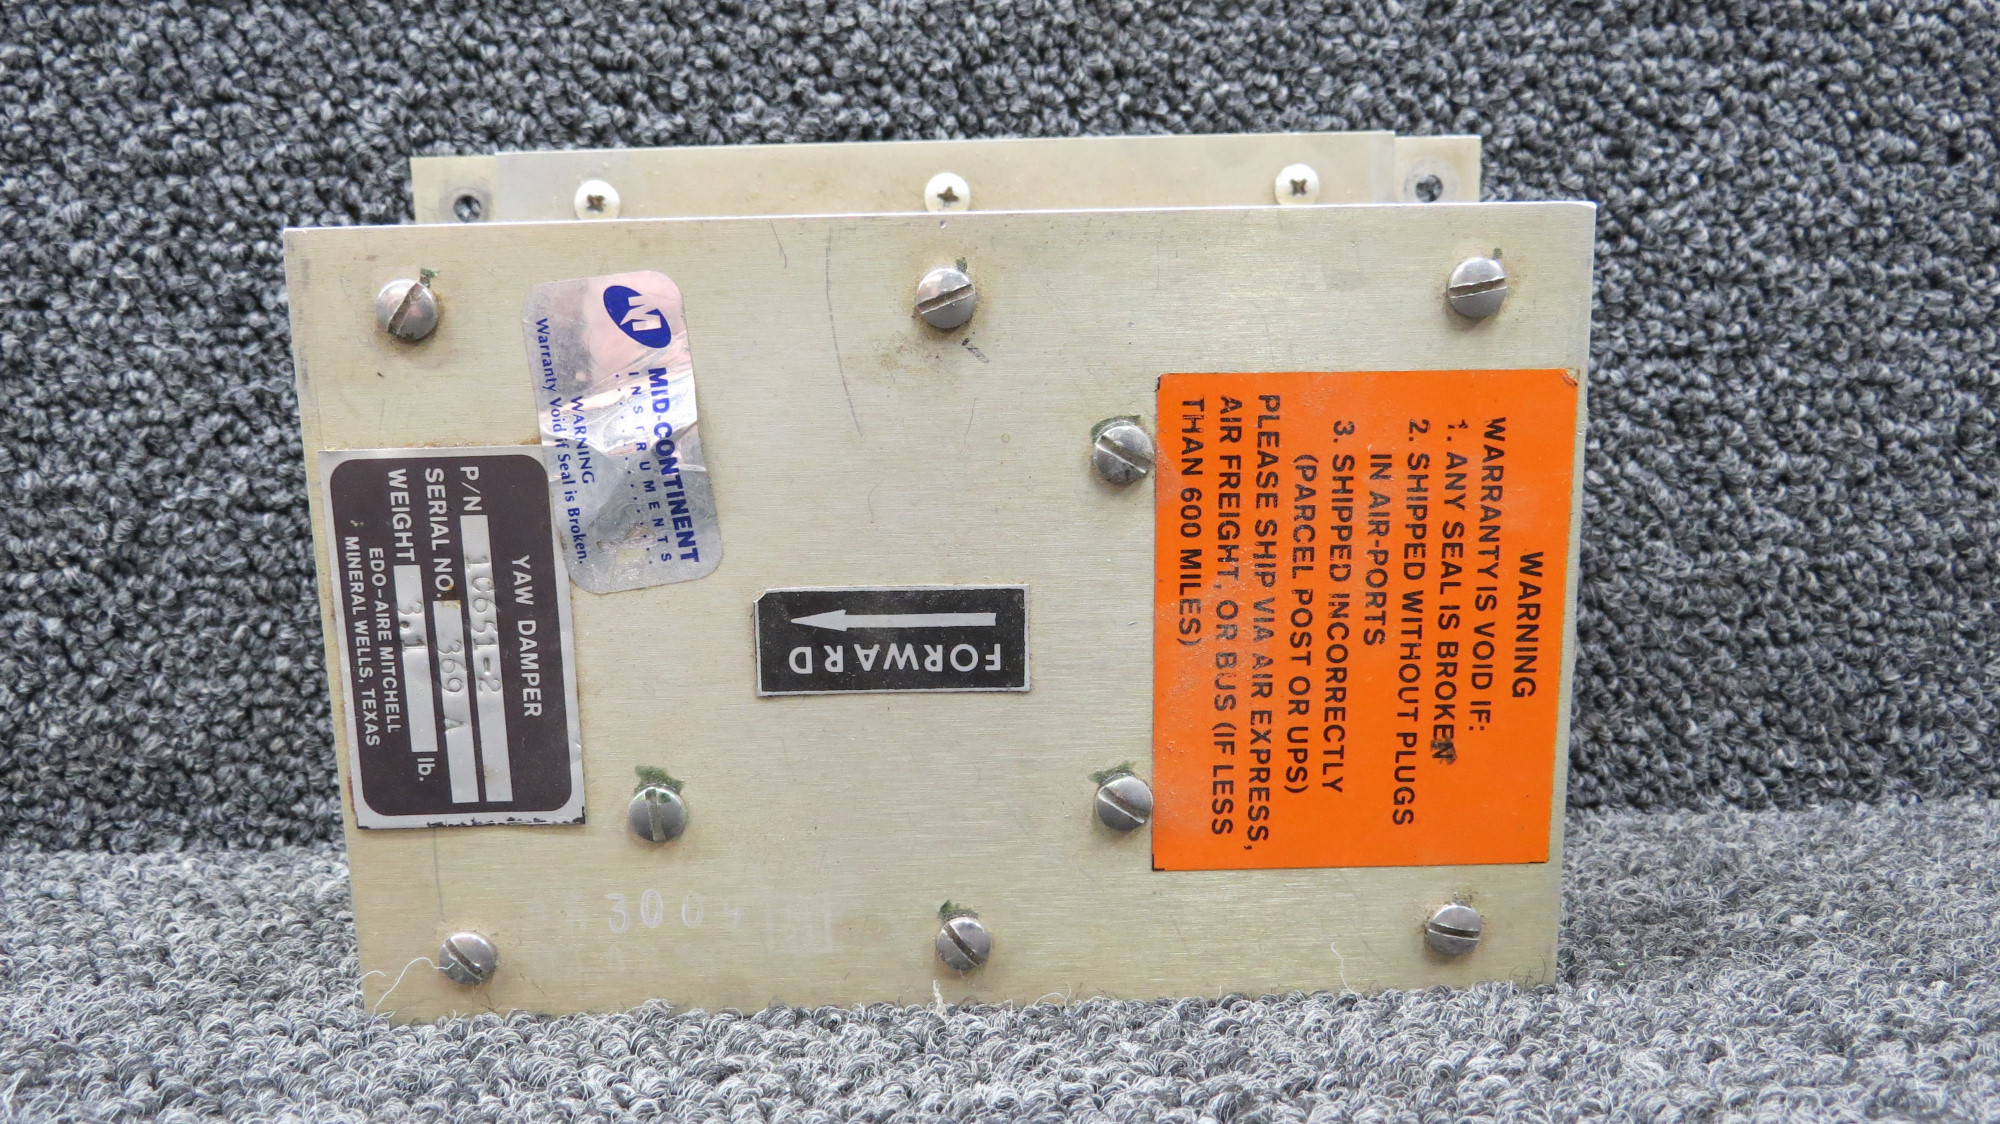 MID-CONTINENT
INSTRUMENTS
WARNING
Warranty Void if Seal is Broken.
YAW DAMPER
P/N 1C651-2
SERIAL NO. 369 A
WEIGHT 3.1 lb.
EDO-AIRE MITCHELL
MINERAL WELLS, TEXAS
FORWARD
WARNING
WARRANTY IS VOID IF:
1. ANY SEAL IS BROKEN
2. SHIPPED WITHOUT PLUGS
IN AIR-PORTS
3. SHIPPED INCORRECTLY
(PARCEL POST OR UPS)
PLEASE SHIP VIA AIR EXPRESS,
AIR FREIGHT, OR BUS (IF LESS
THAN 600 MILES)